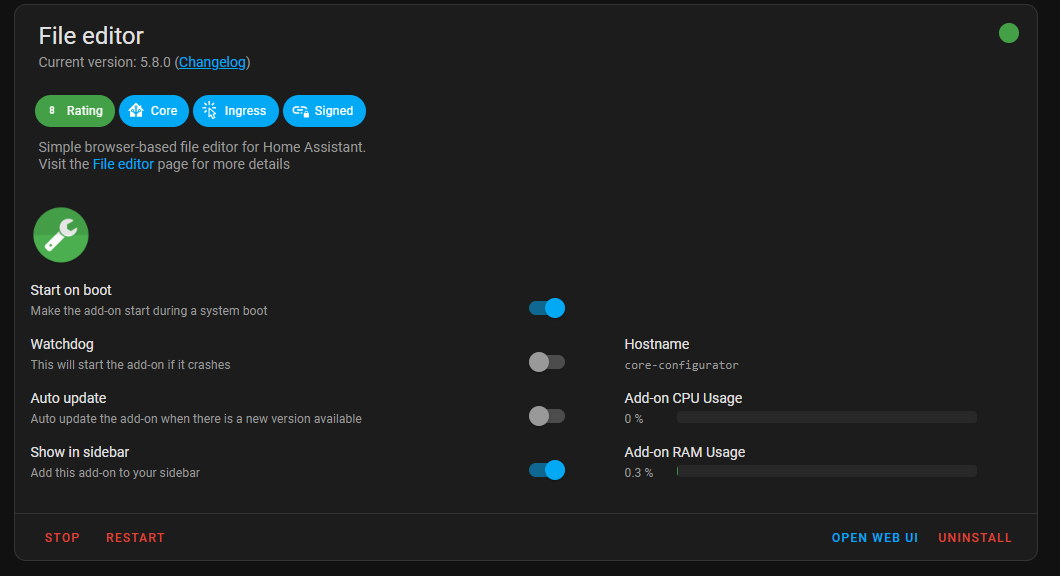 File editor
Current version: 5.8.0 (Changelog)
8 Rating Core Ingress Signed
Simple browser-based file editor for Home Assistant.
Visit the File editor page for more details
Start on boot
Make the add-on start during a system boot
Watchdog
This will start the add-on if it crashes
Hostname
core-configurator
Auto update
Auto update the add-on when there is a new version available
Add-on CPU Usage
0 %
Show in sidebar
Add this add-on to your sidebar
Add-on RAM Usage
0.3 %
STOP RESTART OPEN WEB UI UNINSTALL